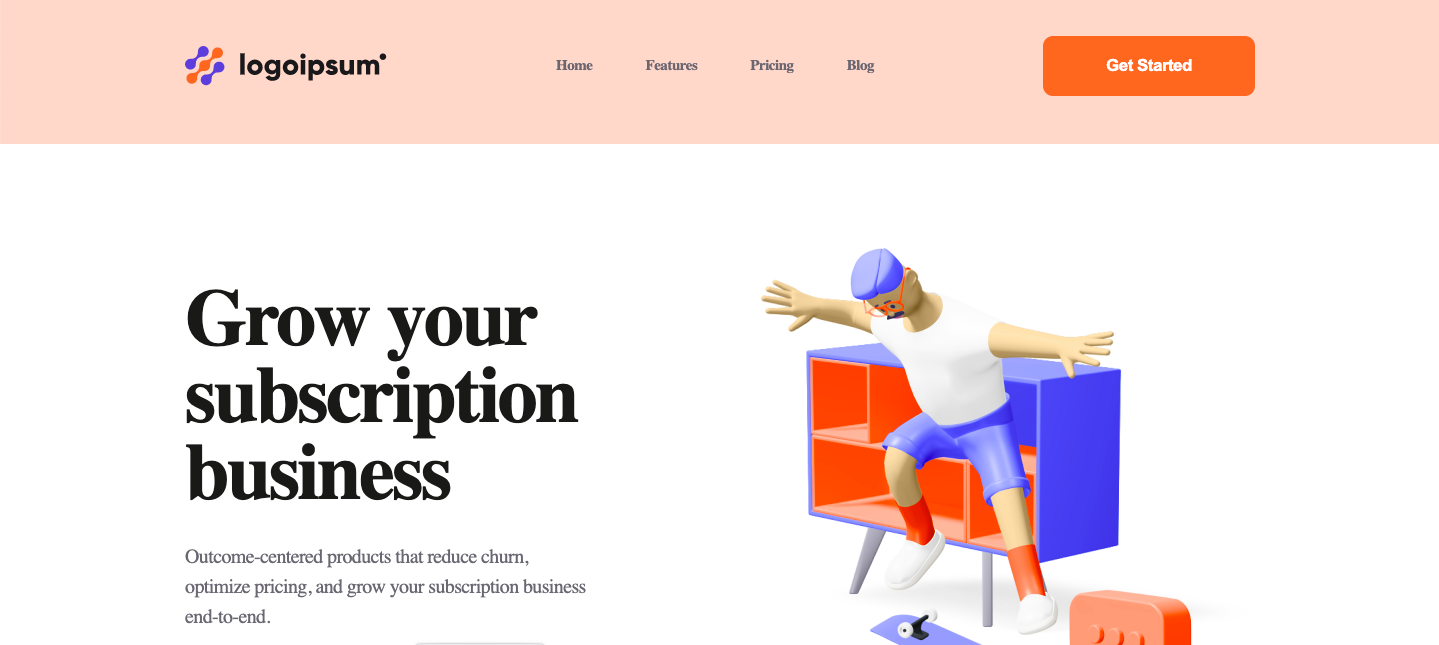 logoipsum
Home
Features
Pricing
Blog
Get Started
Grow your
subscription
business
Outcome-centered products that reduce churn,
optimize pricing, and grow your subscription business
end-to-end.